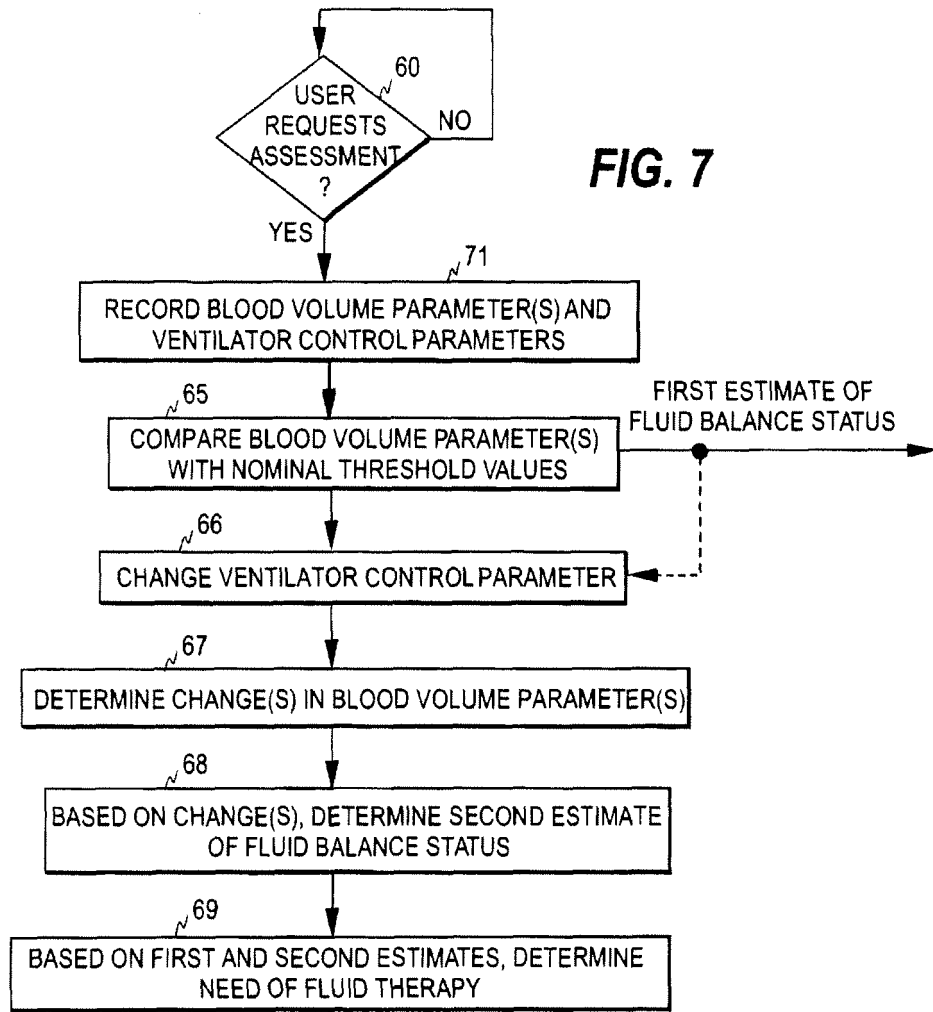 60
USER
REQUESTS
ASSESSMENT
?
NO
YES
FIG. 7
71
RECORD BLOOD VOLUME PARAMETER(S) AND
VENTILATOR CONTROL PARAMETERS
65
COMPARE BLOOD VOLUME PARAMETER(S)
WITH NOMINAL THRESHOLD VALUES
FIRST ESTIMATE OF
FLUID BALANCE STATUS
66
CHANGE VENTILATOR CONTROL PARAMETER
67
DETERMINE CHANGE(S) IN BLOOD VOLUME PARAMETER(S)
68
BASED ON CHANGE(S), DETERMINE SECOND ESTIMATE
OF FLUID BALANCE STATUS
69
BASED ON FIRST AND SECOND ESTIMATES, DETERMINE
NEED OF FLUID THERAPY